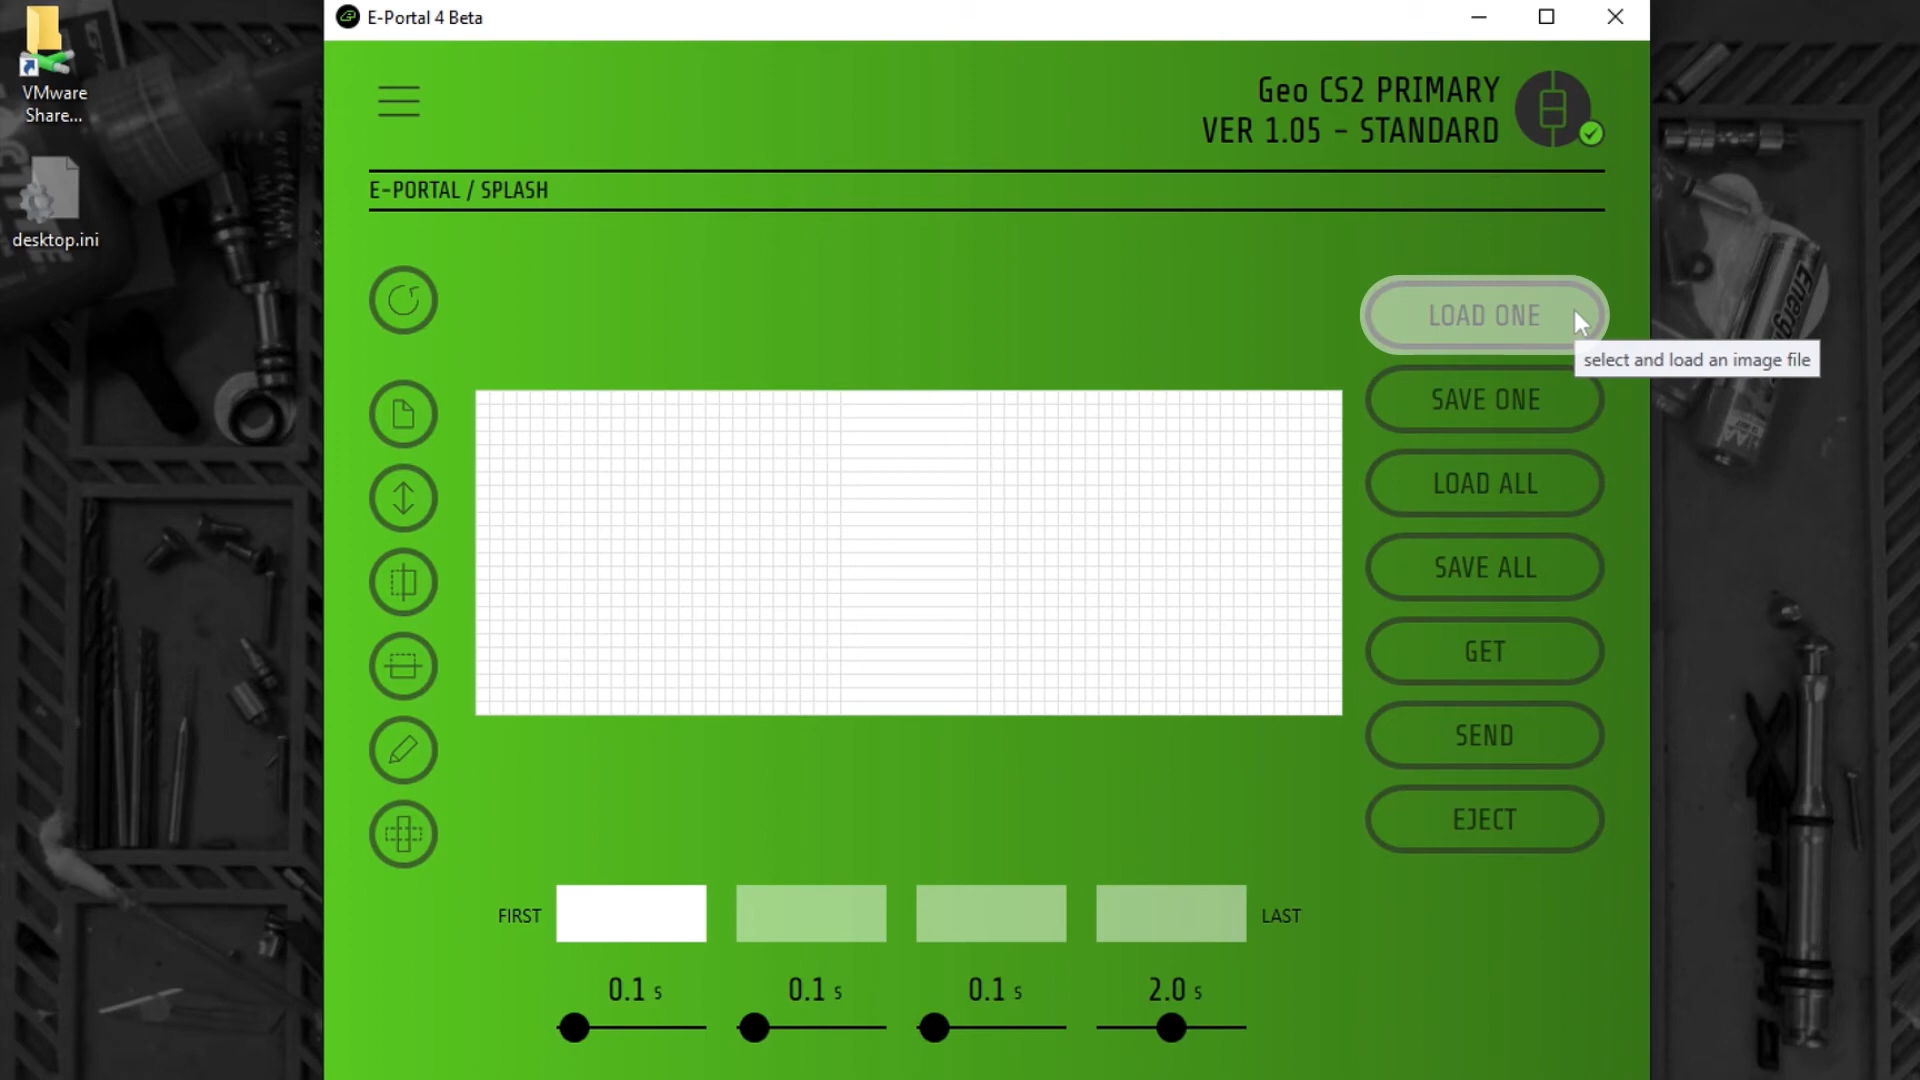 E-Portal 4 Beta
VMware
Share...
desktop.ini
Geo CS2 PRIMARY
VER 1.05 - STANDARD
E-PORTAL / SPLASH
LOAD ONE
select and load an image file
SAVE ONE
LOAD ALL
SAVE ALL
GET
SEND
EJECT
FIRST
LAST
0.1 s
0.1 s
0.1 s
2.0 s